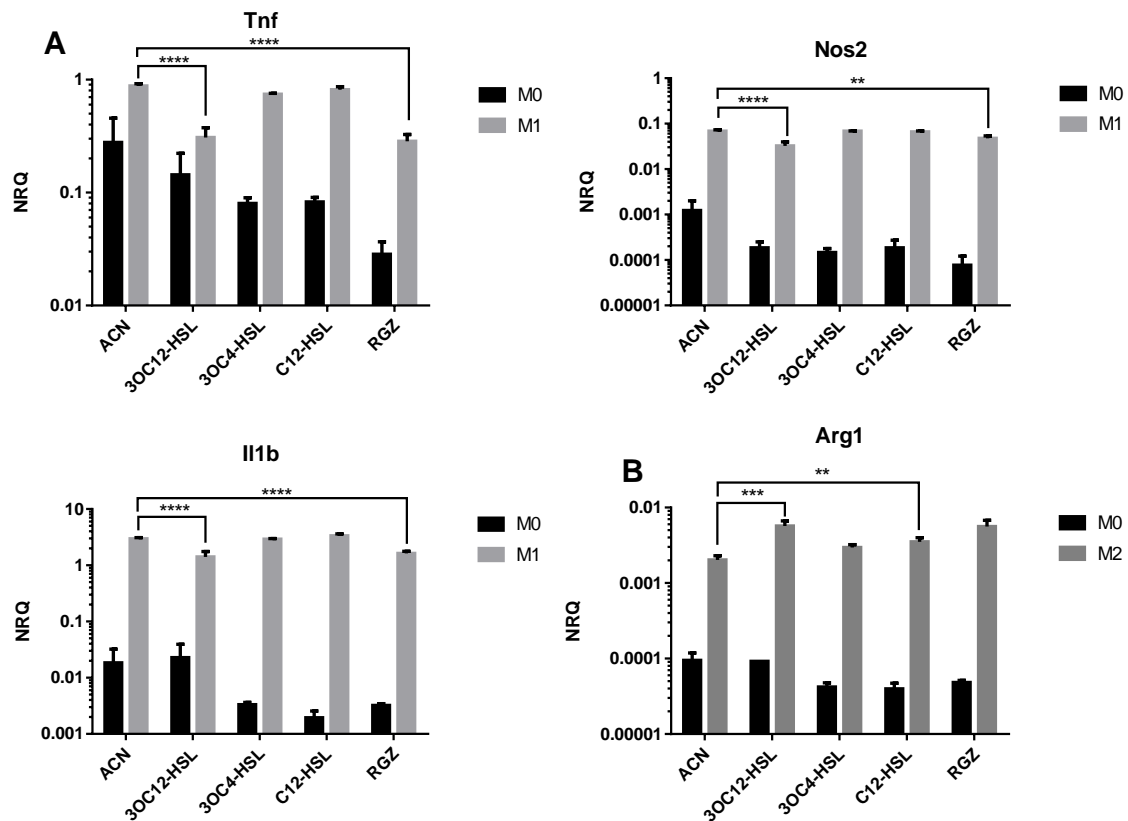 A
Tnf
****
****
1
0.1
0.01
NRQ
ACN
3OC12-HSL
3OC4-HSL
C12-HSL
RGZ
M0
M1
Nos2
**
****
1
0.1
0.01
0.001
0.0001
0.00001
NRQ
ACN
3OC12-HSL
3OC4-HSL
C12-HSL
RGZ
M0
M1
Il1b
****
****
10
1
0.1
0.01
0.001
NRQ
ACN
3OC12-HSL
3OC4-HSL
C12-HSL
RGZ
M0
M1
B
Arg1
**
***
0.01
0.001
0.0001
0.00001
NRQ
ACN
3OC12-HSL
3OC4-HSL
C12-HSL
RGZ
M0
M2